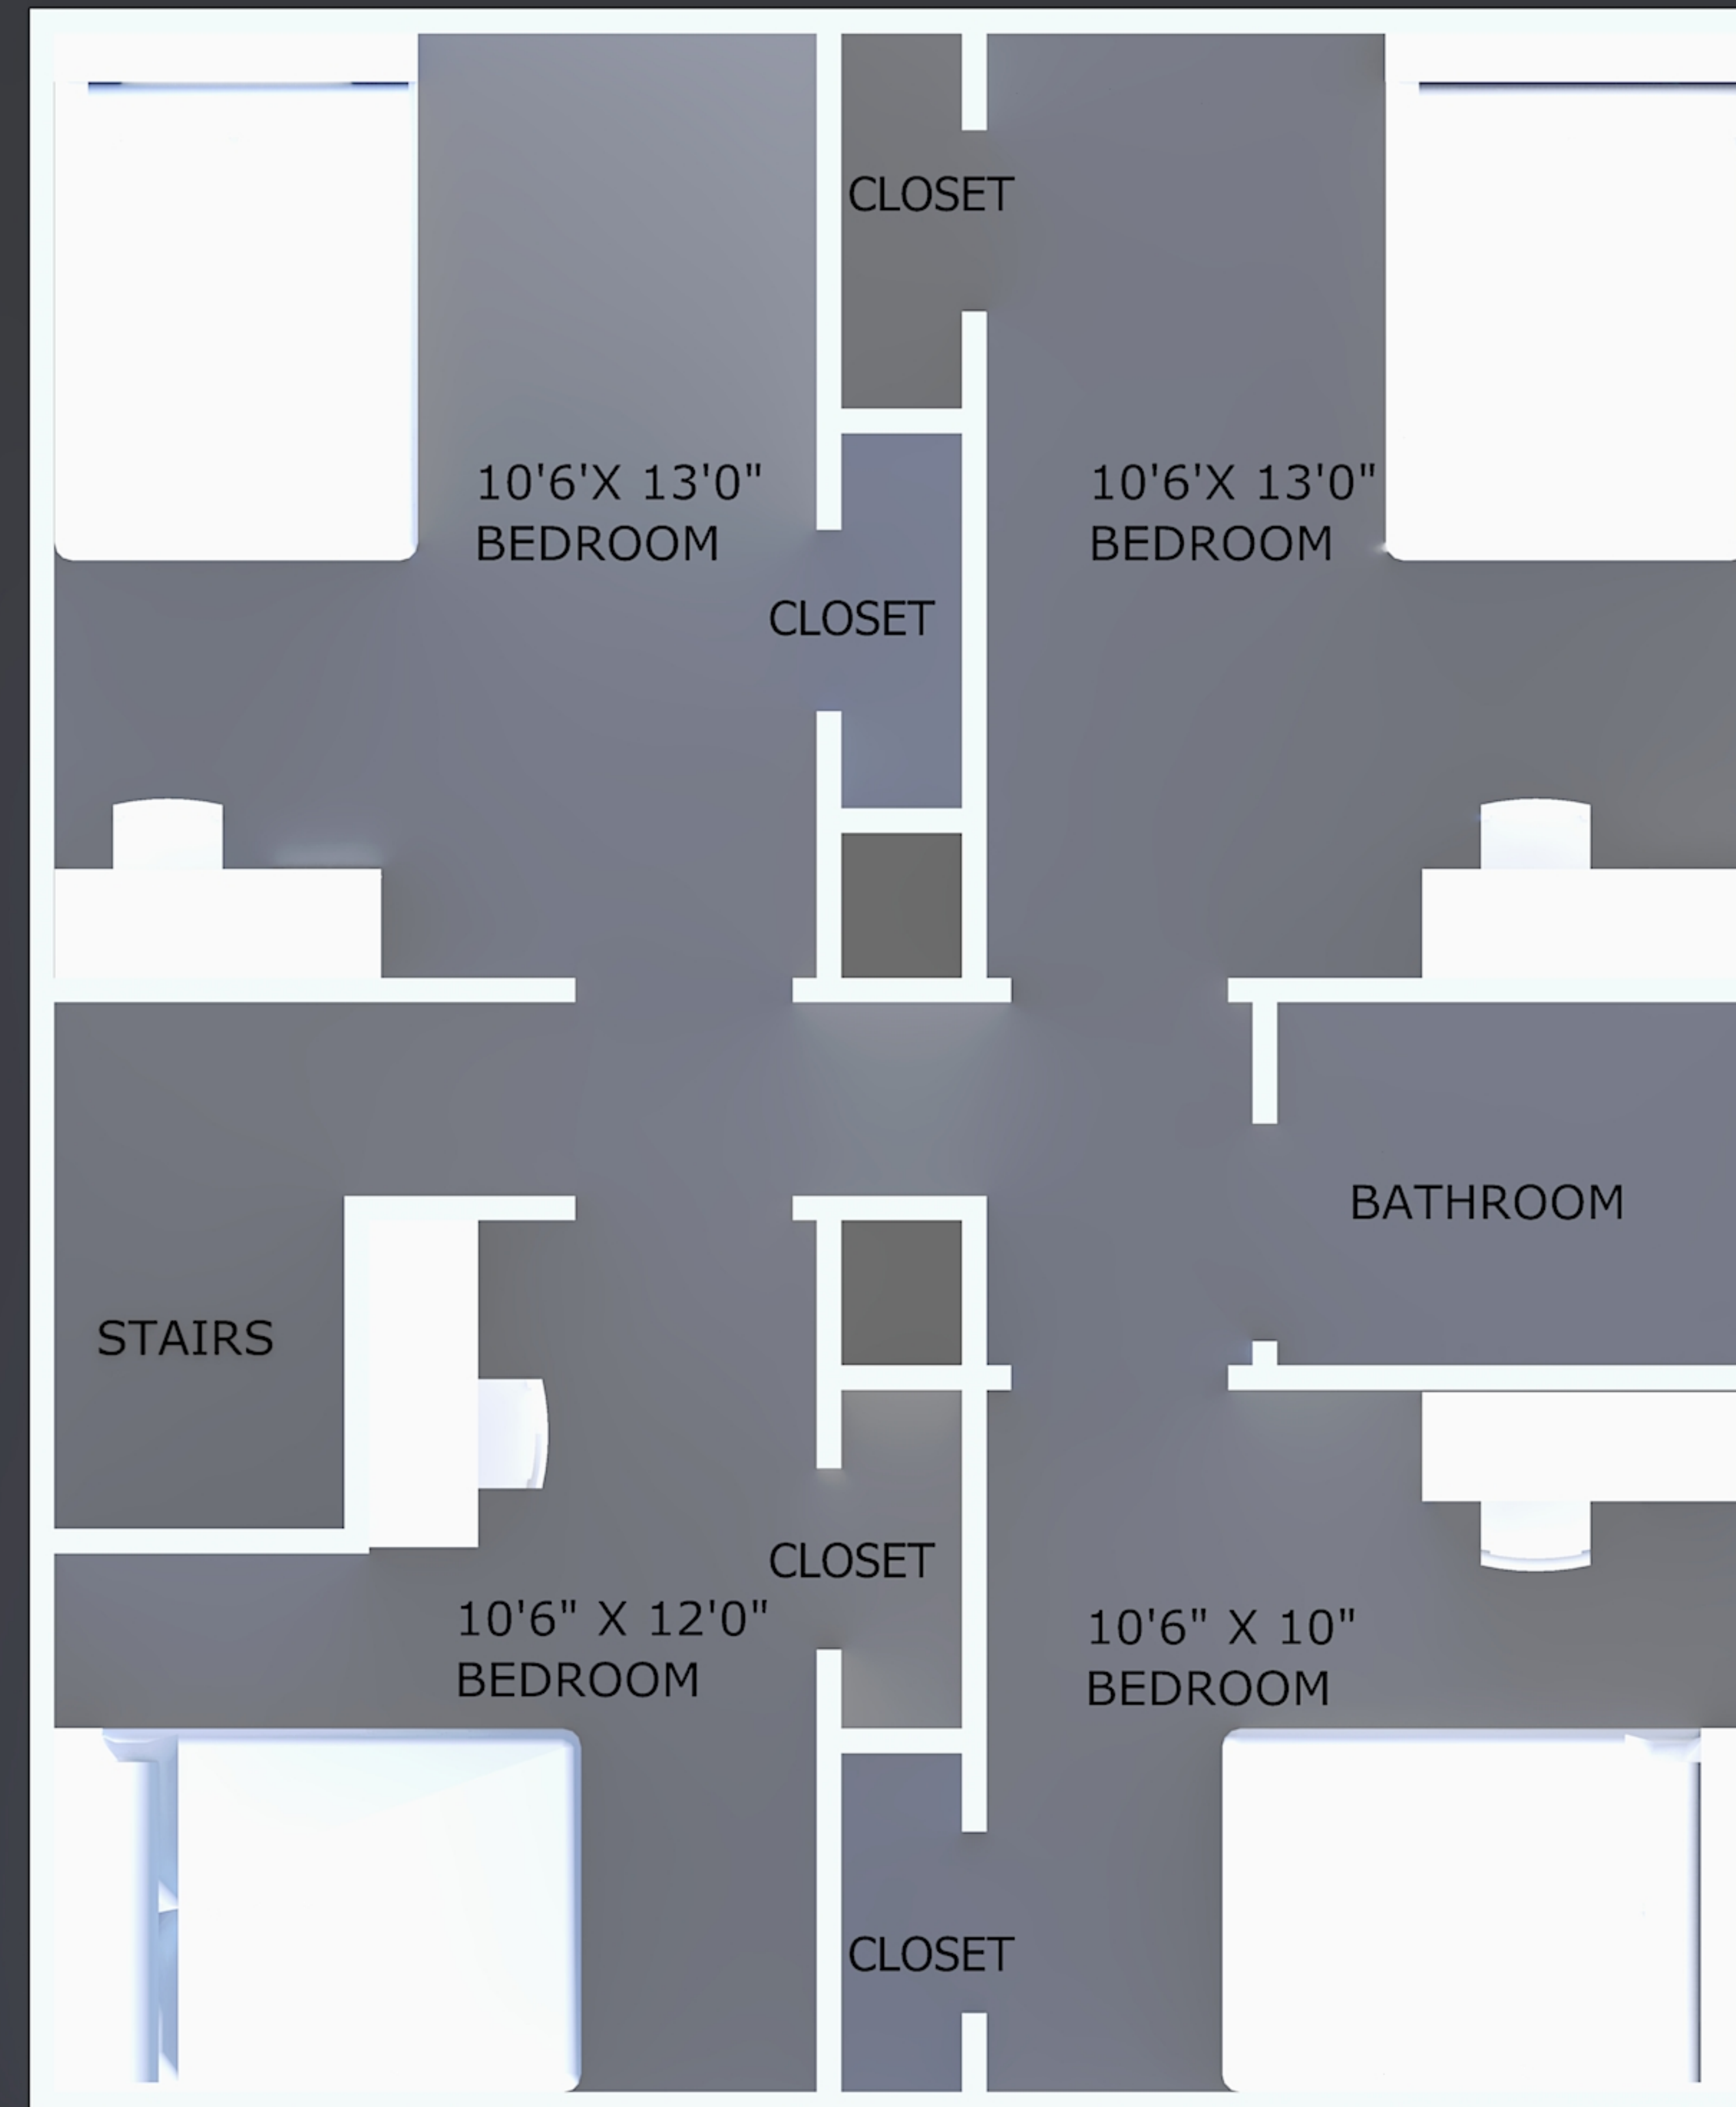 CLOSET
10'6'X 13'0"
BEDROOM
10'6'X 13'0"
BEDROOM
CLOSET
BATHROOM
STAIRS
CLOSET
10'6" X 12'0"
BEDROOM
10'6" X 10"
BEDROOM
CLOSET